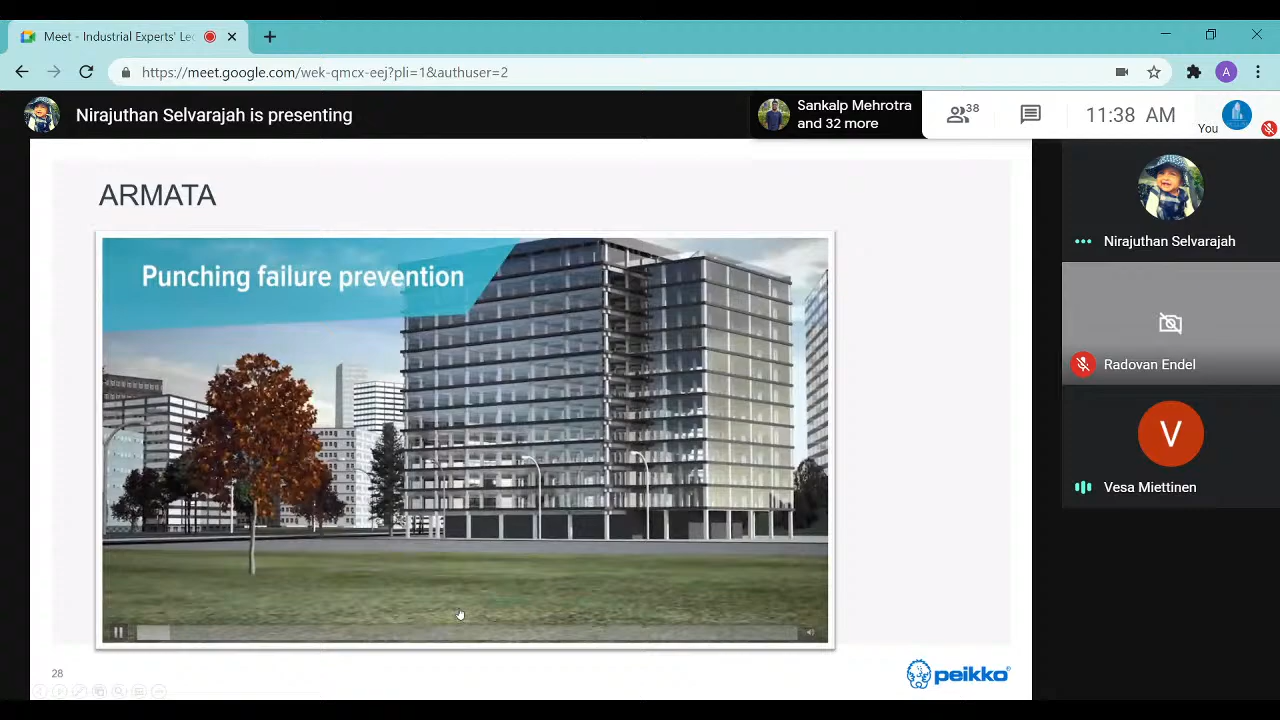 Meet - Industrial Experts' Lec
https://meet.google.com/wek-qmcx-eej?pli=1&authuser=2
A
Nirajuthan Selvarajah is presenting
Sankalp Mehrotra
and 32 more
38
11:38 AM
You
ARMATA
Punching failure prevention
Nirajuthan Selvarajah
Radovan Endel
V
Vesa Miettinen
28
peikko